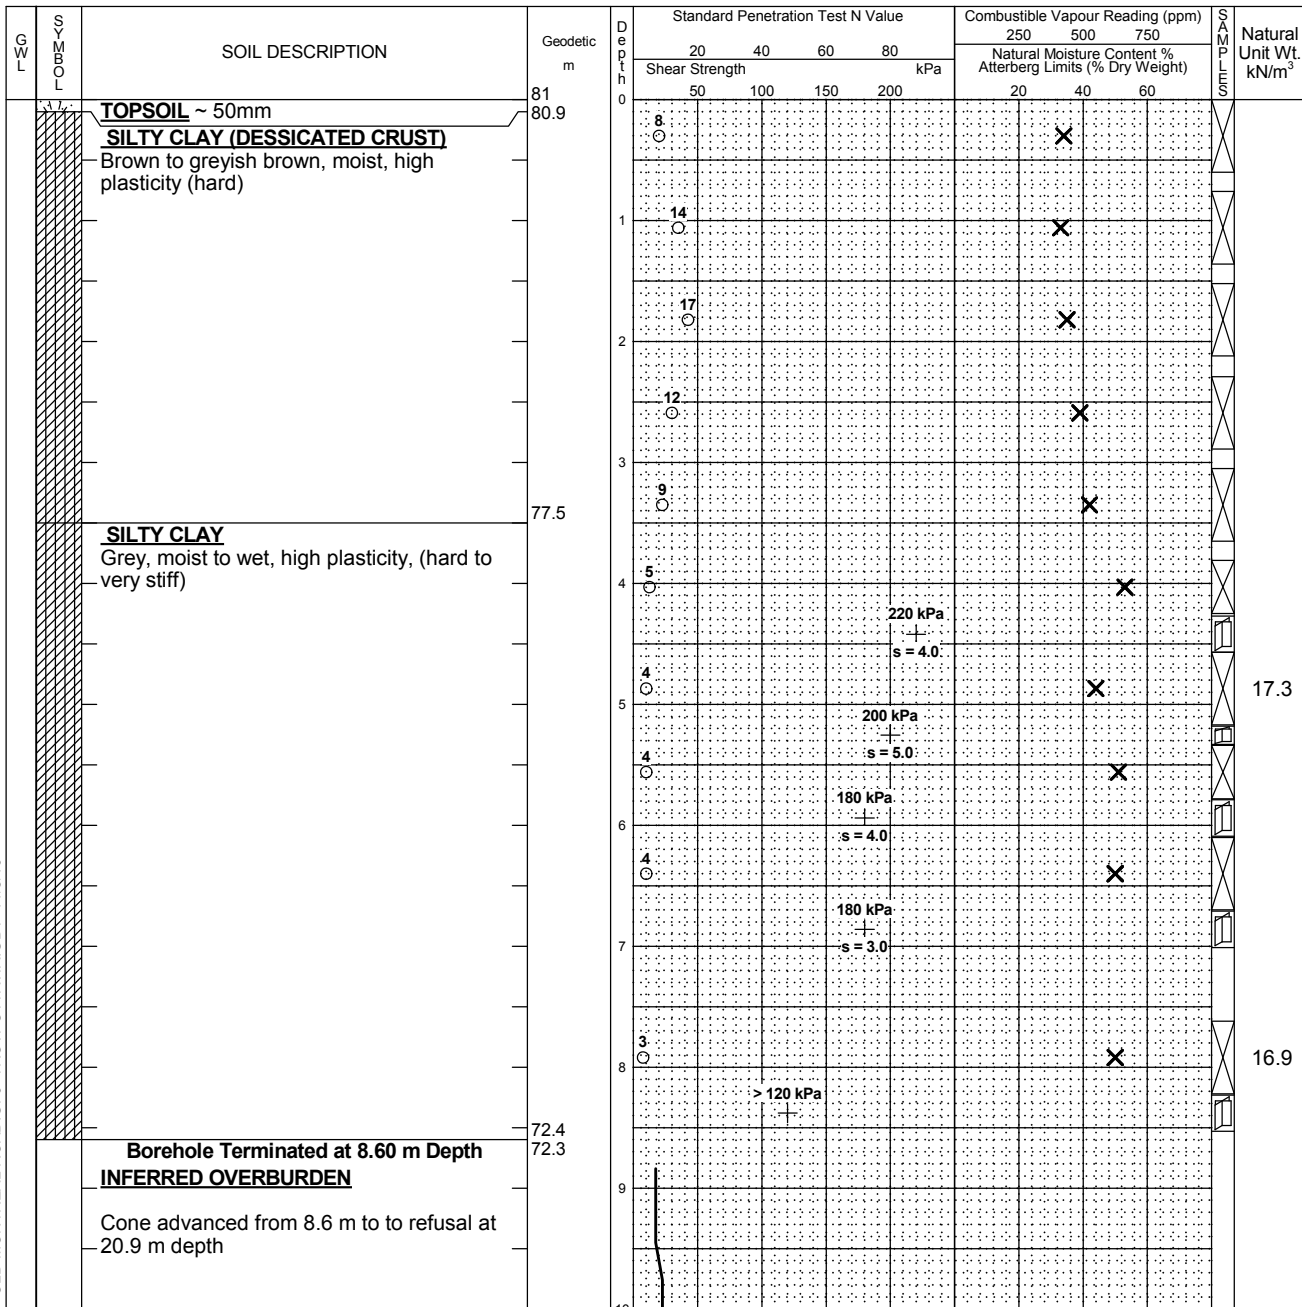 GWL
SYMBOL
SOIL DESCRIPTION
Geodetic
m
Depth
Standard Penetration Test N Value
20 40 60 80
Shear Strength kPa
50 100 150 200
Combustible Vapour Reading (ppm)
250 500 750
Natural Moisture Content %
Atterberg Limits (% Dry Weight)
20 40 60
SAMPLES
Natural
Unit Wt.
kN/m³
81
0
TOPSOIL ~ 50mm
80.9
SILTY CLAY (DESSICATED CRUST)
8
Brown to greyish brown, moist, high
plasticity (hard)
14
1
17
2
12
3
9
77.5
SILTY CLAY
Grey, moist to wet, high plasticity, (hard to
very stiff)
5
4
220 kPa
s = 4.0
4
17.3
5
200 kPa
s = 5.0
4
180 kPa
6
s = 4.0
4
180 kPa
7
s = 3.0
3
16.9
8
> 120 kPa
72.4
Borehole Terminated at 8.60 m Depth
72.3
INFERRED OVERBURDEN
9
Cone advanced from 8.6 m to to refusal at
20.9 m depth